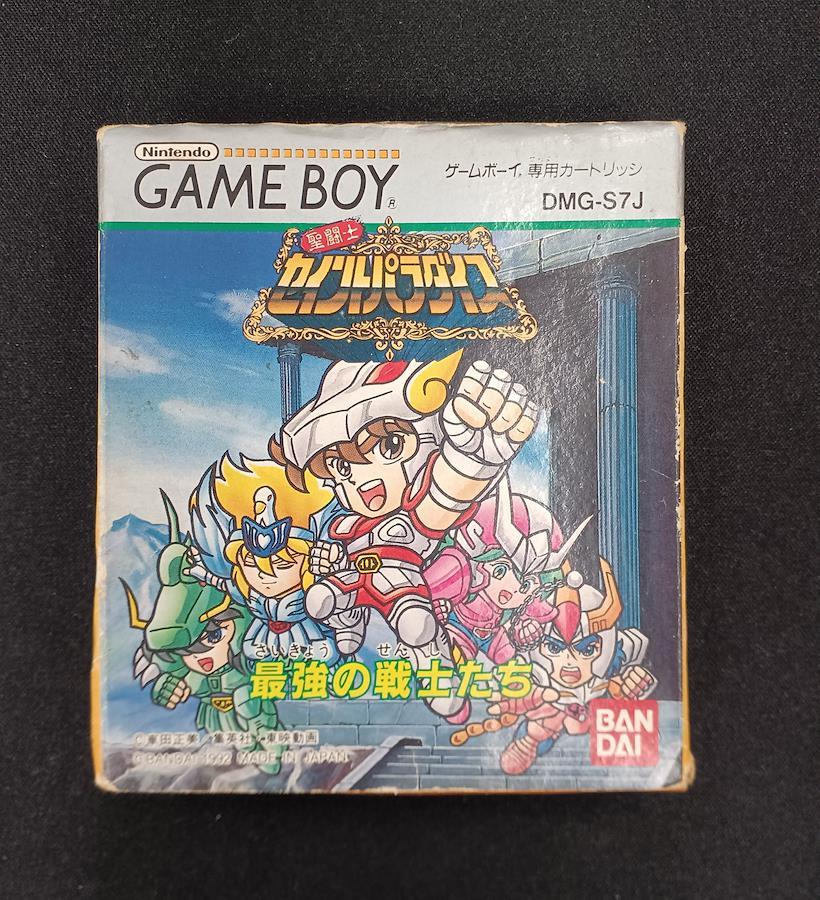 Nintendo
GAME BOY®
ゲームボーイ® 専用カートリッジ
DMG-S7J
聖闘士
セイントパラダイス
さいきょう せんし
最強の戦士たち
©車田正美/集英社・東映動画
©BANDAI 1992 MADE IN JAPAN
BAN
DAI